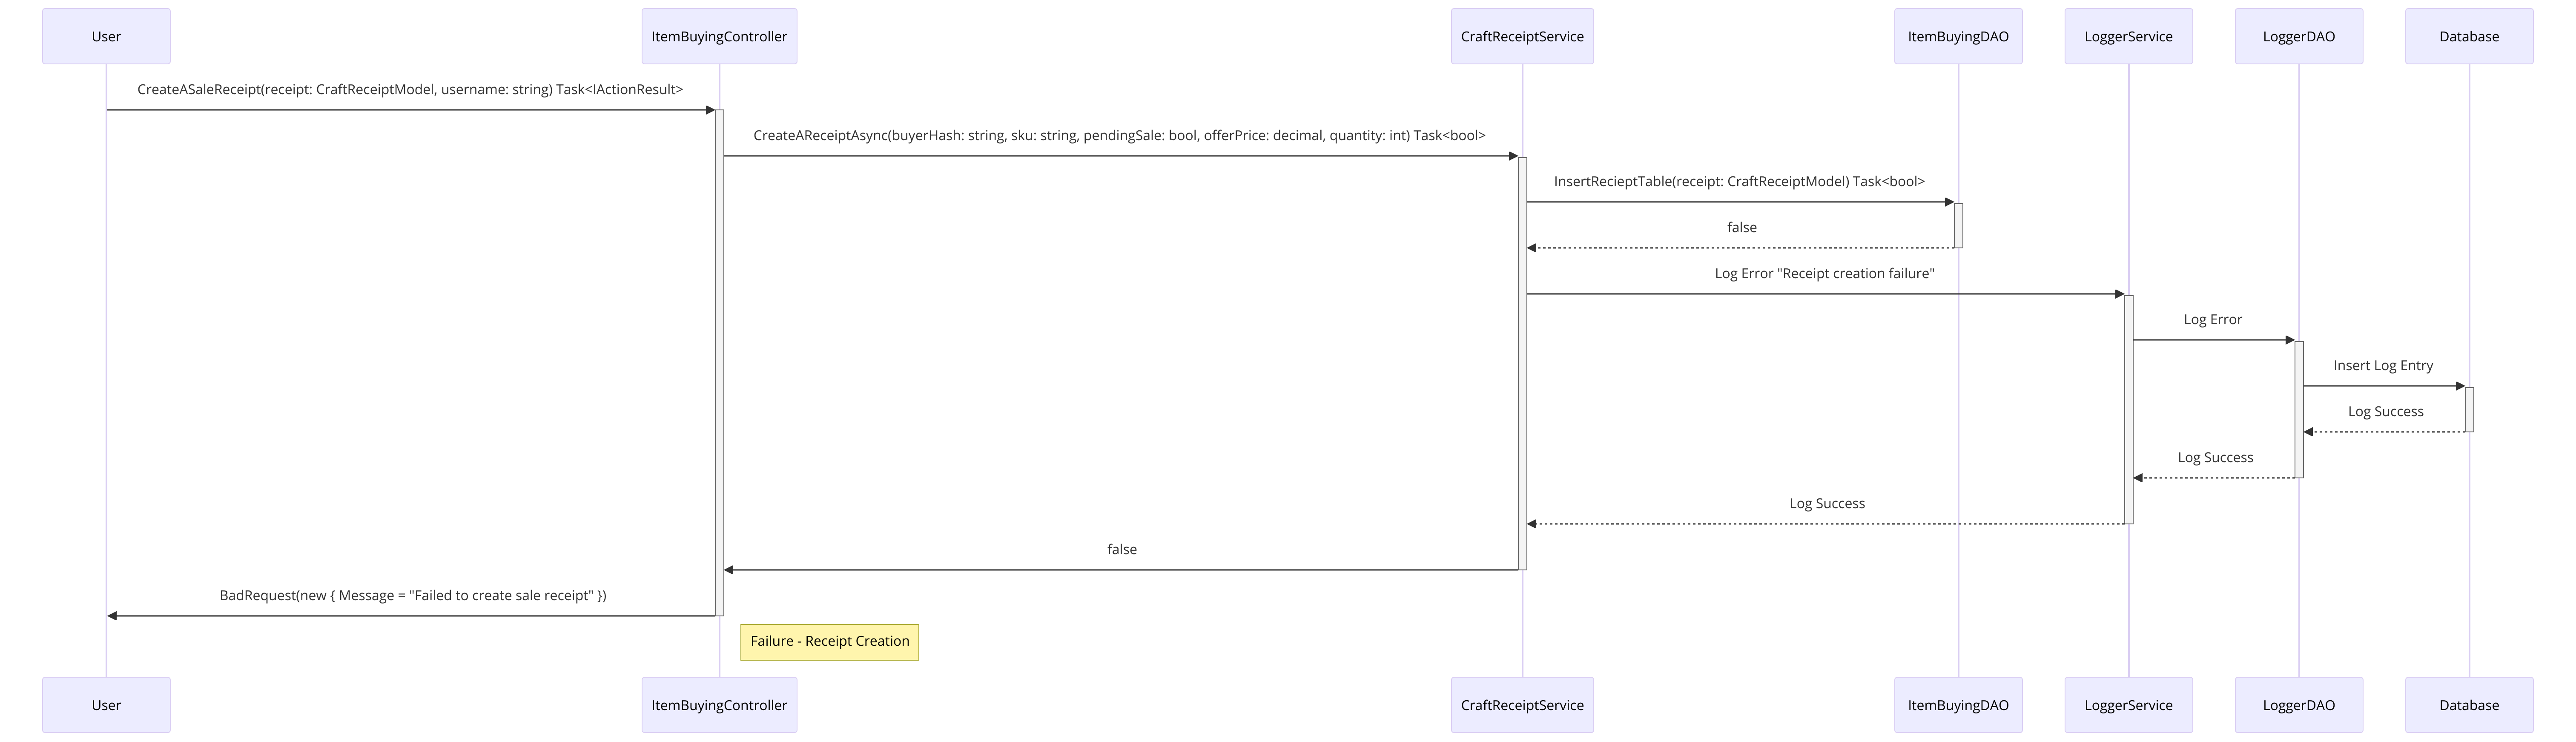 User
ItemBuyingController
CraftReceiptService
ItemBuyingDAO
LoggerService
LoggerDAO
Database
CreateASaleReceipt(receipt: CraftReceiptModel, username: string) Task<IActionResult>
CreateAReceiptAsync(buyerHash: string, sku: string, pendingSale: bool, offerPrice: decimal, quantity: int) Task<bool>
InsertRecieptTable(receipt: CraftReceiptModel) Task<bool>
false
Log Error "Receipt creation failure"
Log Error
Insert Log Entry
Log Success
Log Success
Log Success
false
BadRequest(new { Message = "Failed to create sale receipt" })
Failure - Receipt Creation
User
ItemBuyingController
CraftReceiptService
ItemBuyingDAO
LoggerService
LoggerDAO
Database